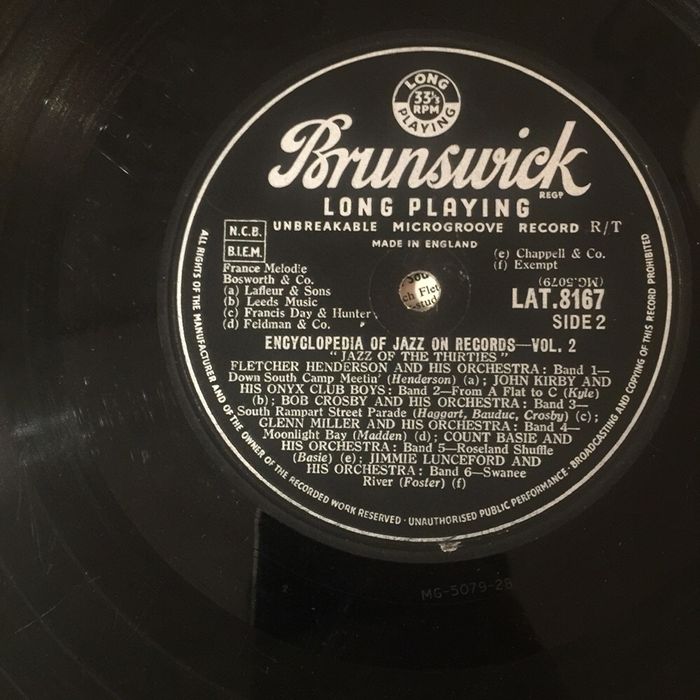 LONG
33⅓ RPM
PLAYING
Brunswick
REGD
LONG PLAYING
UNBREAKABLE MICROGROOVE RECORD R/T
MADE IN ENGLAND
N.C.B.
B.I.E.M.
France Melodie
Bosworth & Co.
(a) Lafleur & Sons
(b) Leeds Music
(c) Francis Day & Hunter
(d) Feldman & Co.
(e) Chappell & Co.
(f) Exempt
(MG.5079)
LAT.8167
SIDE 2
ch Flet
stud
ENCYCLOPEDIA OF JAZZ ON RECORDS—VOL. 2
"JAZZ OF THE THIRTIES"
FLETCHER HENDERSON AND HIS ORCHESTRA: Band 1—
Down South Camp Meetin' (Henderson) (a); JOHN KIRBY AND
HIS ONYX CLUB BOYS: Band 2—From A Flat to C (Kyle)
(b); BOB CROSBY AND HIS ORCHESTRA: Band 3—
South Rampart Street Parade (Haggart, Bauduc, Crosby) (c);
GLENN MILLER AND HIS ORCHESTRA: Band 4—
Moonlight Bay (Madden) (d); COUNT BASIE AND
HIS ORCHESTRA: Band 5—Roseland Shuffle
(Basie) (e); JIMMIE LUNCEFORD AND
HIS ORCHESTRA: Band 6—Swanee
River (Foster) (f)
ALL RIGHTS OF THE MANUFACTURER AND OF THE OWNER OF THE RECORDED WORK RESERVED · UNAUTHORISED PUBLIC PERFORMANCE · BROADCASTING AND COPYING OF THIS RECORD PROHIBITED
MG-5079-2B